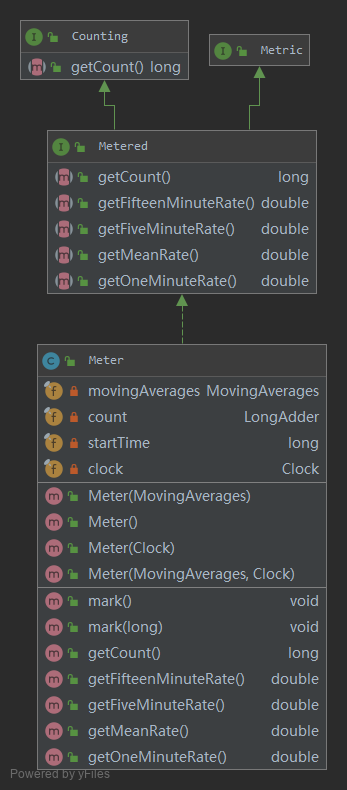 Counting
getCount() long
Metric
Metered
getCount() long
getFifteenMinuteRate() double
getFiveMinuteRate() double
getMeanRate() double
getOneMinuteRate() double
Meter
movingAverages MovingAverages
count LongAdder
startTime long
clock Clock
Meter(MovingAverages)
Meter()
Meter(Clock)
Meter(MovingAverages, Clock)
mark() void
mark(long) void
getCount() long
getFifteenMinuteRate() double
getFiveMinuteRate() double
getMeanRate() double
getOneMinuteRate() double
Powered by yFiles